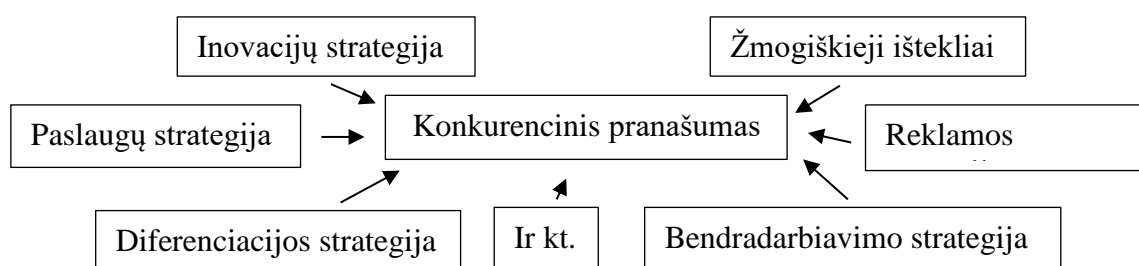 Inovacijų strategija
Žmogiškieji ištekliai
Paslaugų strategija
Konkurencinis pranašumas
Reklamos
Diferenciacijos strategija
Ir kt.
Bendradarbiavimo strategija